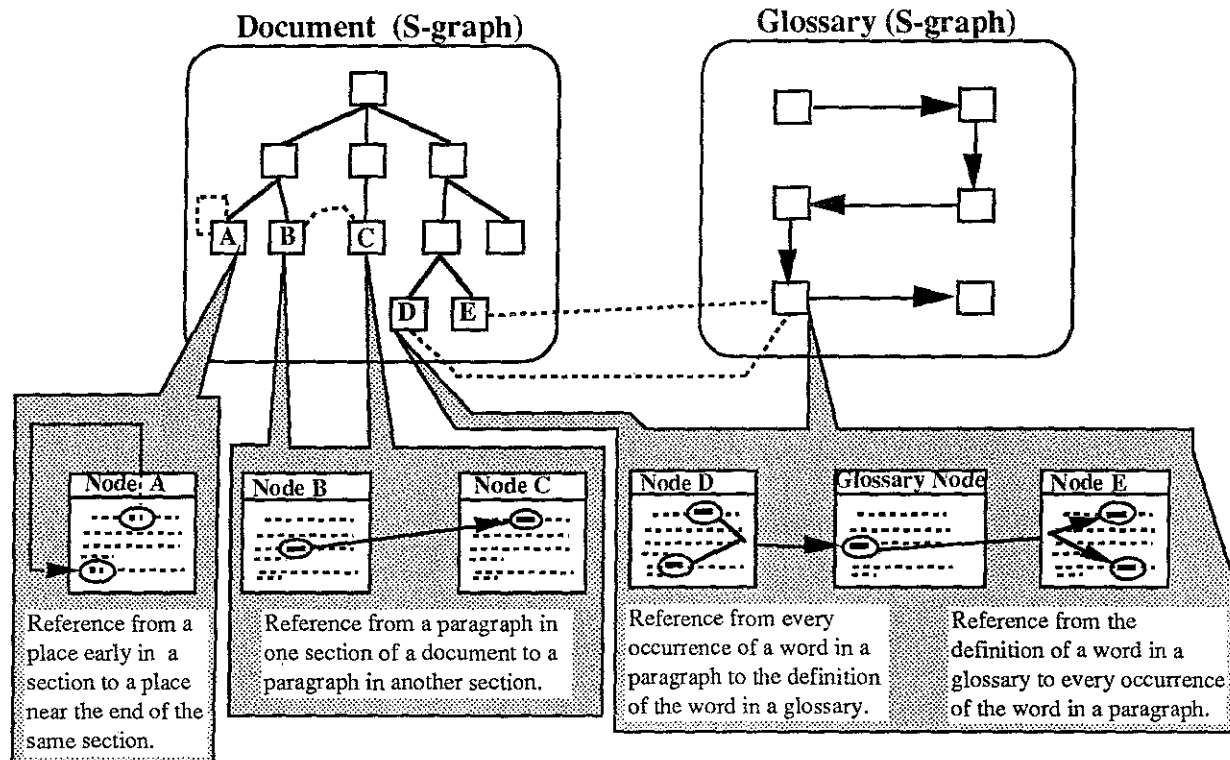 Document (S-graph)
Glossary (S-graph)
A
B
C
D
E
Node A
Reference from a
place early in a
section to a place
near the end of the
same section.
Node B
Node C
Reference from a paragraph in
one section of a document to a
paragraph in another section.
Node D
Glossary Node
Node E
Reference from every
occurrence of a word in a
paragraph to the definition
of the word in a glossary.
Reference from the
definition of a word in a
glossary to every occurrence
of the word in a paragraph.